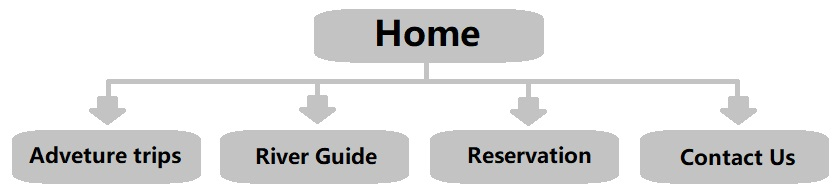 Home
Adveture trips
River Guide
Reservation
Contact Us